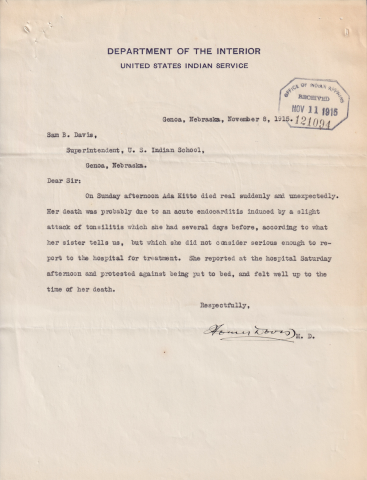 DEPARTMENT OF THE INTERIOR
UNITED STATES INDIAN SERVICE
OFFICE OF INDIAN AFFAIRS
RECEIVED
NOV 11 1915
121091
Genoa, Nebraska, November 8, 1915.
Sam B. Davis,
Superintendent, U. S. Indian School,
Genoa, Nebraska.
Dear Sir:
On Sunday afternoon Ada Kitto died real suddenly and unexpectedly.
Her death was probably due to an acute endocarditis induced by a slight
attack of tonsilitis which she had several days before, according to what
her sister tells us, but which she did not consider serious enough to re-
port to the hospital for treatment. She reported at the hospital Saturday
afternoon and protested against being put to bed, and felt well up to the
time of her death.
Respectfully,
Homer Davis M. D.